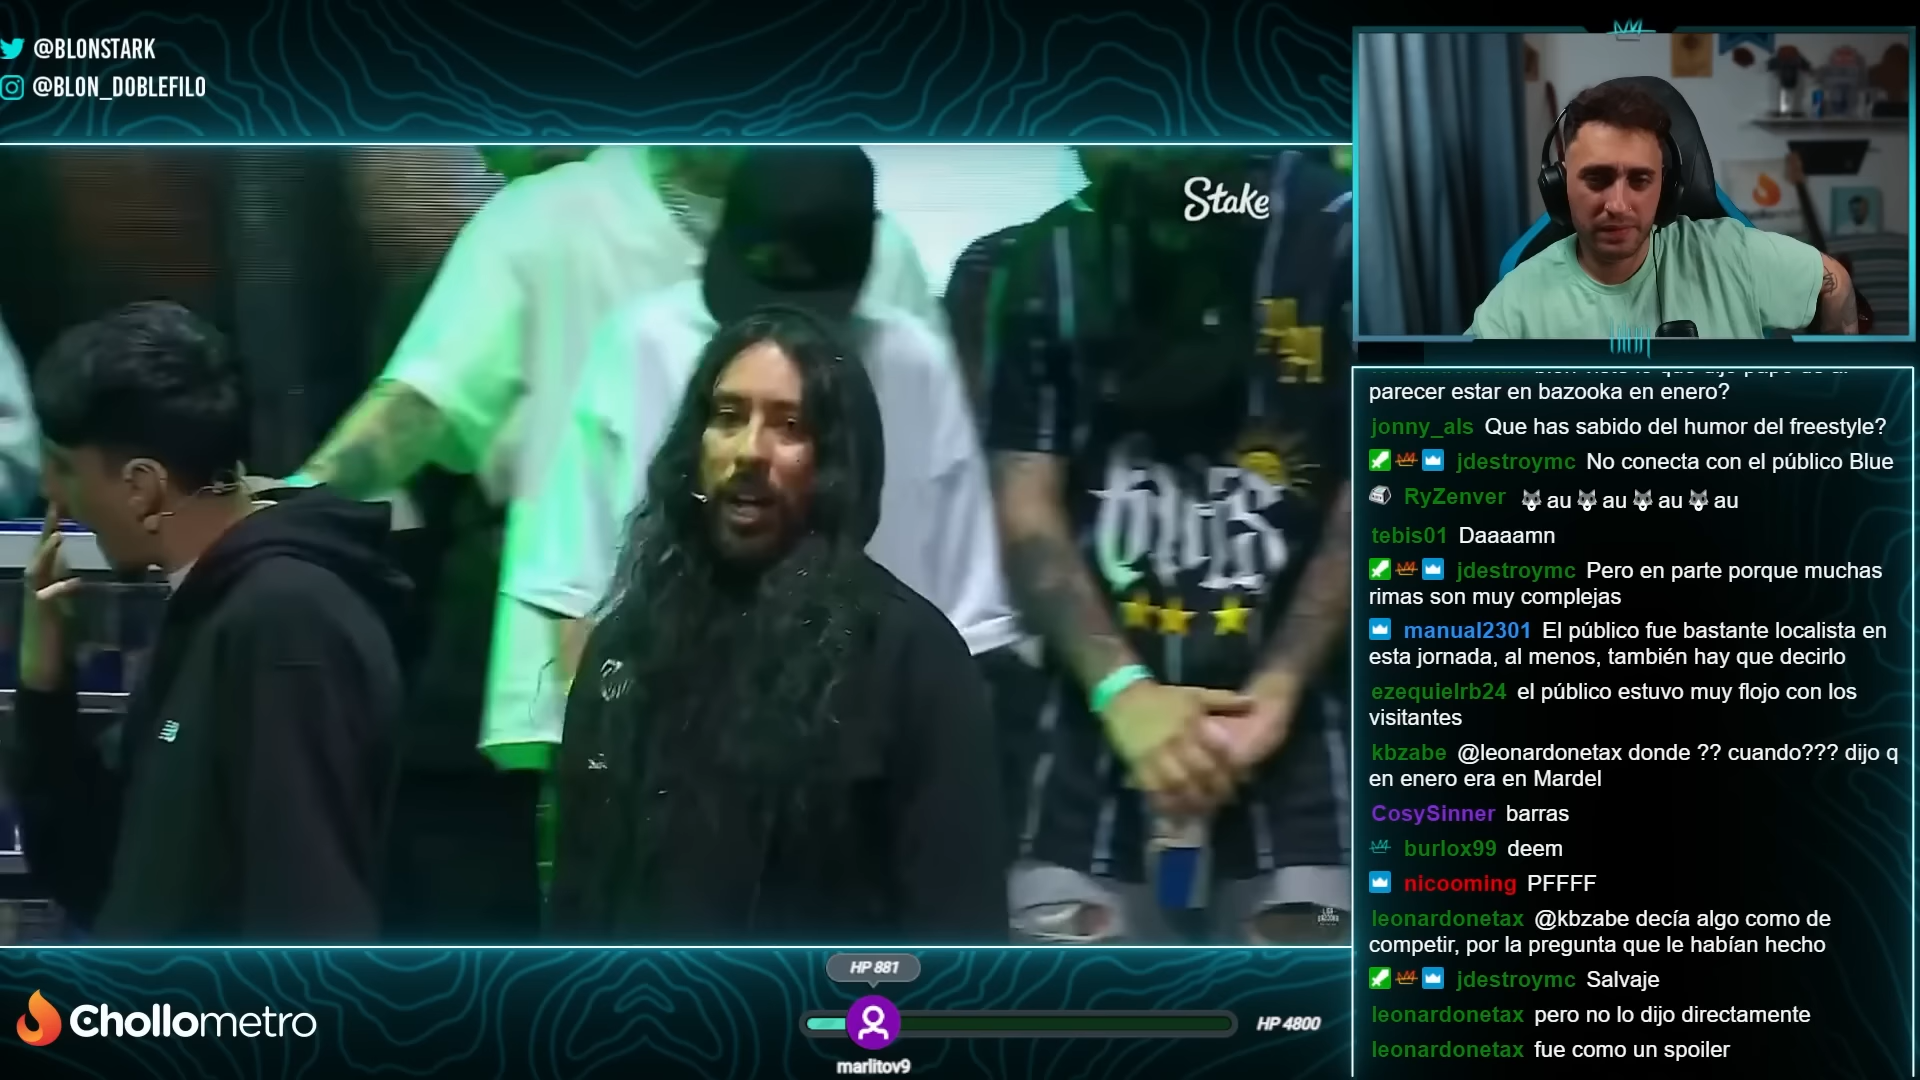 @BLONSTARK
@BLON_DOBLEFILO
Stake
parecer estar en bazooka en enero?
jonny_als Que has sabido del humor del freestyle?
jdestroymc No conecta con el público Blue
RyZenver au au au au
tebis01 Daaaamn
jdestroymc Pero en parte porque muchas
rimas son muy complejas
manual2301 El público fue bastante localista en
esta jornada, al menos, también hay que decirlo
ezequielrb24 el público estuvo muy flojo con los
visitantes
kbzabe @leonardonetax donde ?? cuando??? dijo q
en enero era en Mardel
CosySinner barras
burlox99 deem
nicooming PFFFF
leonardonetax @kbzabe decía algo como de
competir, por la pregunta que le habían hecho
jdestroymc Salvaje
leonardonetax pero no lo dijo directamente
leonardonetax fue como un spoiler
Chollometro
HP 881
HP 4800
marlitov9